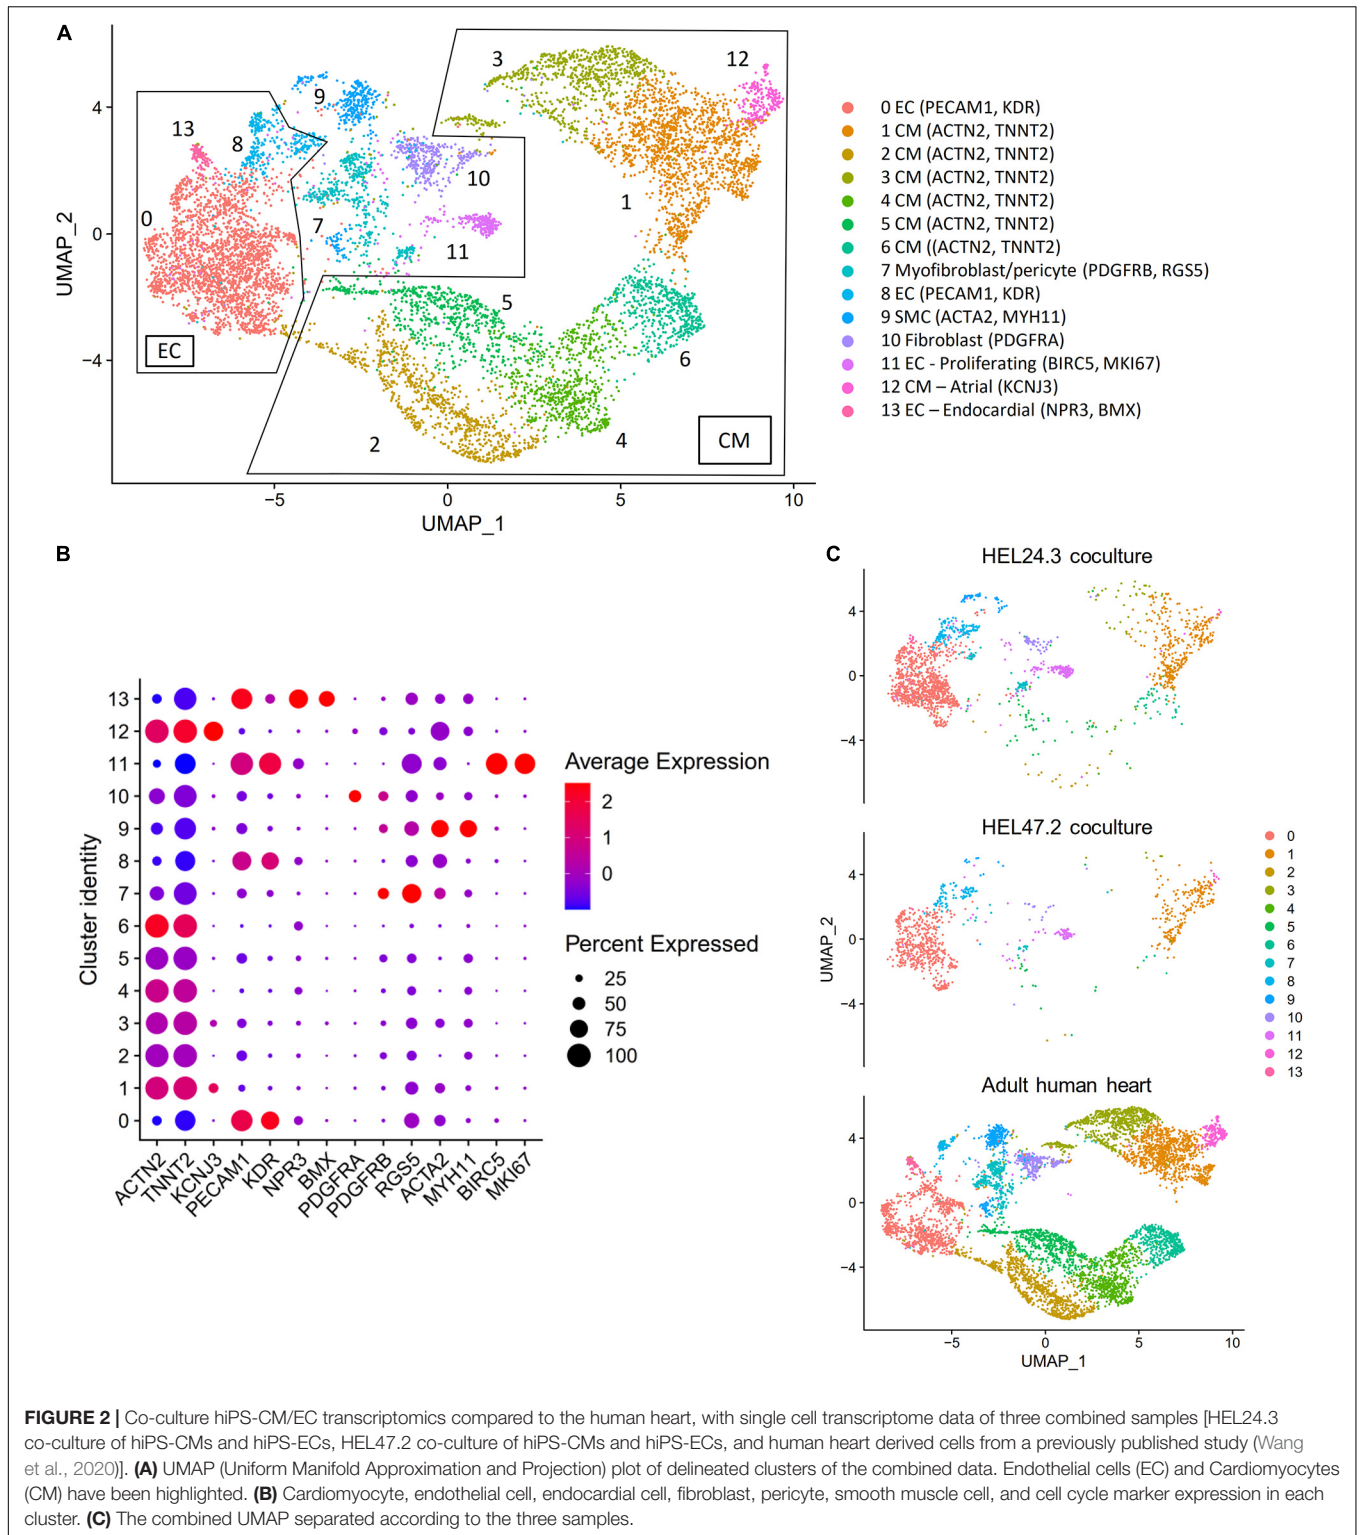 A
UMAP_2
4
0
−4
−5
0
5
10
UMAP_1
3
12
9
13
8
10
0
7
1
11
5
EC
6
2
4
CM
0 EC (PECAM1, KDR)
1 CM (ACTN2, TNNT2)
2 CM (ACTN2, TNNT2)
3 CM (ACTN2, TNNT2)
4 CM (ACTN2, TNNT2)
5 CM (ACTN2, TNNT2)
6 CM ((ACTN2, TNNT2)
7 Myofibroblast/pericyte (PDGFRB, RGS5)
8 EC (PECAM1, KDR)
9 SMC (ACTA2, MYH11)
10 Fibroblast (PDGFRA)
11 EC - Proliferating (BIRC5, MKI67)
12 CM – Atrial (KCNJ3)
13 EC – Endocardial (NPR3, BMX)
B
Cluster identity
13
12
11
10
9
8
7
6
5
4
3
2
1
0
ACTN2
TNNT2
KCNJ3
PECAM1
KDR
NPR3
BMX
PDGFRA
PDGFRB
RGS5
ACTA2
MYH11
BIRC5
MKI67
Average Expression
2
1
0
Percent Expressed
25
50
75
100
C
HEL24.3 coculture
4
0
−4
HEL47.2 coculture
4
0
−4
UMAP_2
Adult human heart
4
0
−4
−5
0
5
10
UMAP_1
0
1
2
3
4
5
6
7
8
9
10
11
12
13
FIGURE 2 | Co-culture hiPS-CM/EC transcriptomics compared to the human heart, with single cell transcriptome data of three combined samples [HEL24.3
co-culture of hiPS-CMs and hiPS-ECs, HEL47.2 co-culture of hiPS-CMs and hiPS-ECs, and human heart derived cells from a previously published study (Wang
et al., 2020)]. (A) UMAP (Uniform Manifold Approximation and Projection) plot of delineated clusters of the combined data. Endothelial cells (EC) and Cardiomyocytes
(CM) have been highlighted. (B) Cardiomyocyte, endothelial cell, endocardial cell, fibroblast, pericyte, smooth muscle cell, and cell cycle marker expression in each
cluster. (C) The combined UMAP separated according to the three samples.